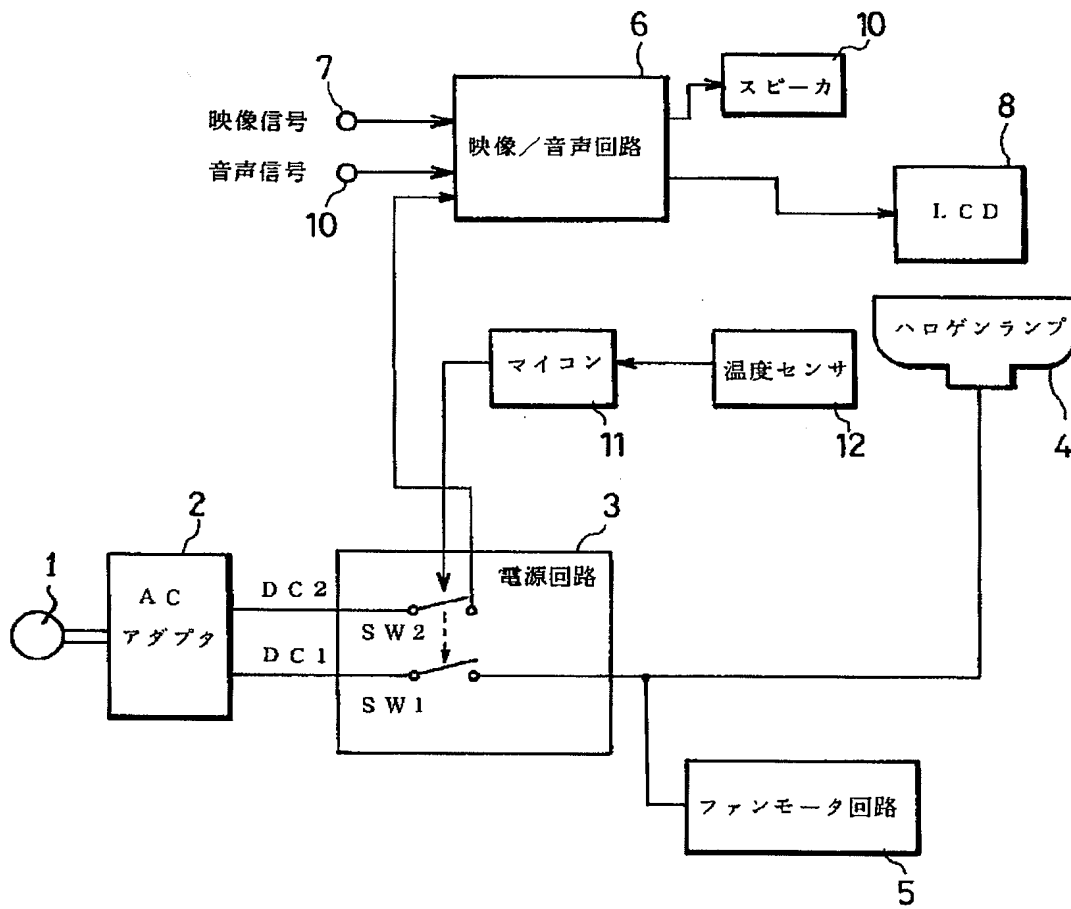 6
10
スピーカ
7
映像信号
映像／音声回路
音声信号
10
8
LCD
ハロゲンランプ
4
マイコン
11
温度センサ
12
2
3
1
AC
アダプタ
DC2
DC1
電源回路
SW2
SW1
ファンモータ回路
5